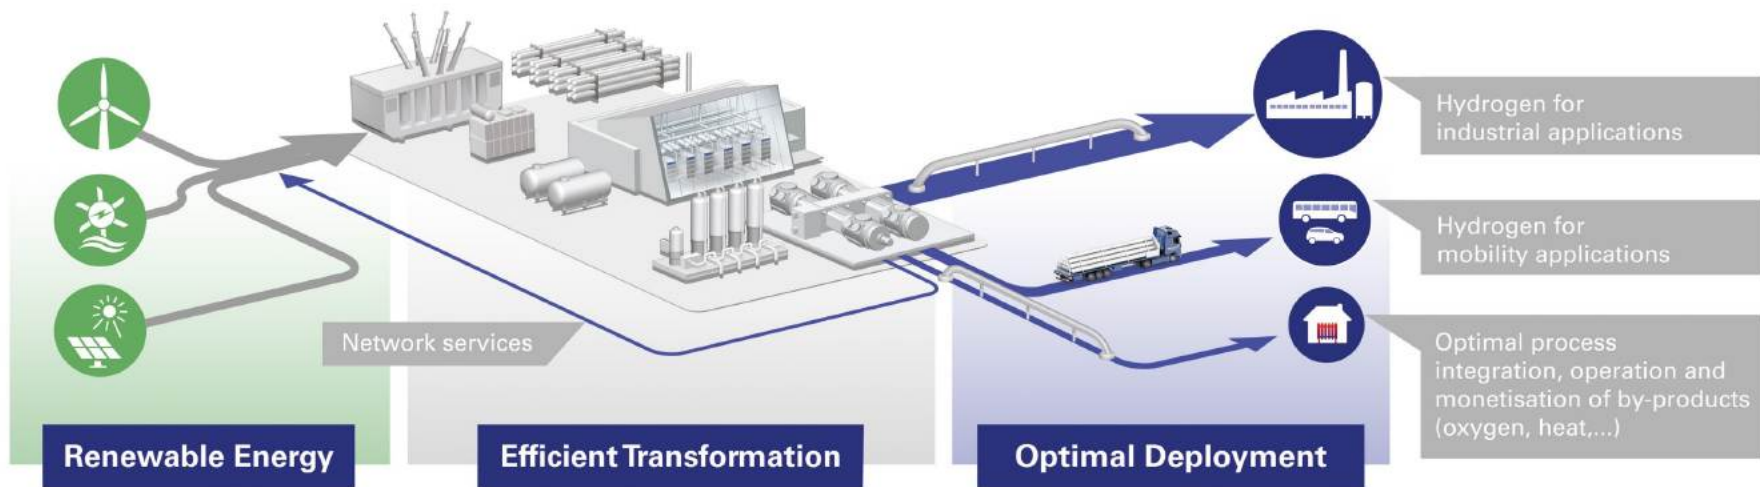 Hydrogen for
industrial applications
Hydrogen for
mobility applications
Network services
Optimal process
integration, operation and
monetisation of by-products
(oxygen, heat,...)
Renewable Energy
Efficient Transformation
Optimal Deployment